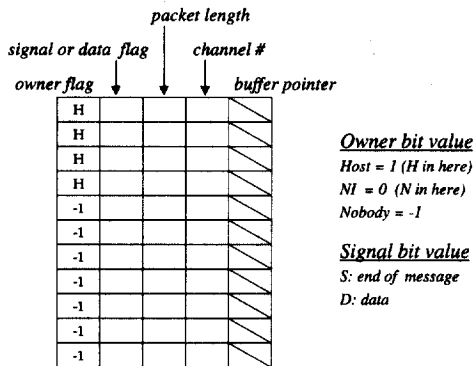 packet length
signal or data flag
channel #
owner flag
buffer pointer
H
H
H
H
-1
-1
-1
-1
-1
-1
-1
Owner bit value
Host = 1 (H in here)
NI = 0 (N in here)
Nobody = -1
Signal bit value
S: end of message
D: data